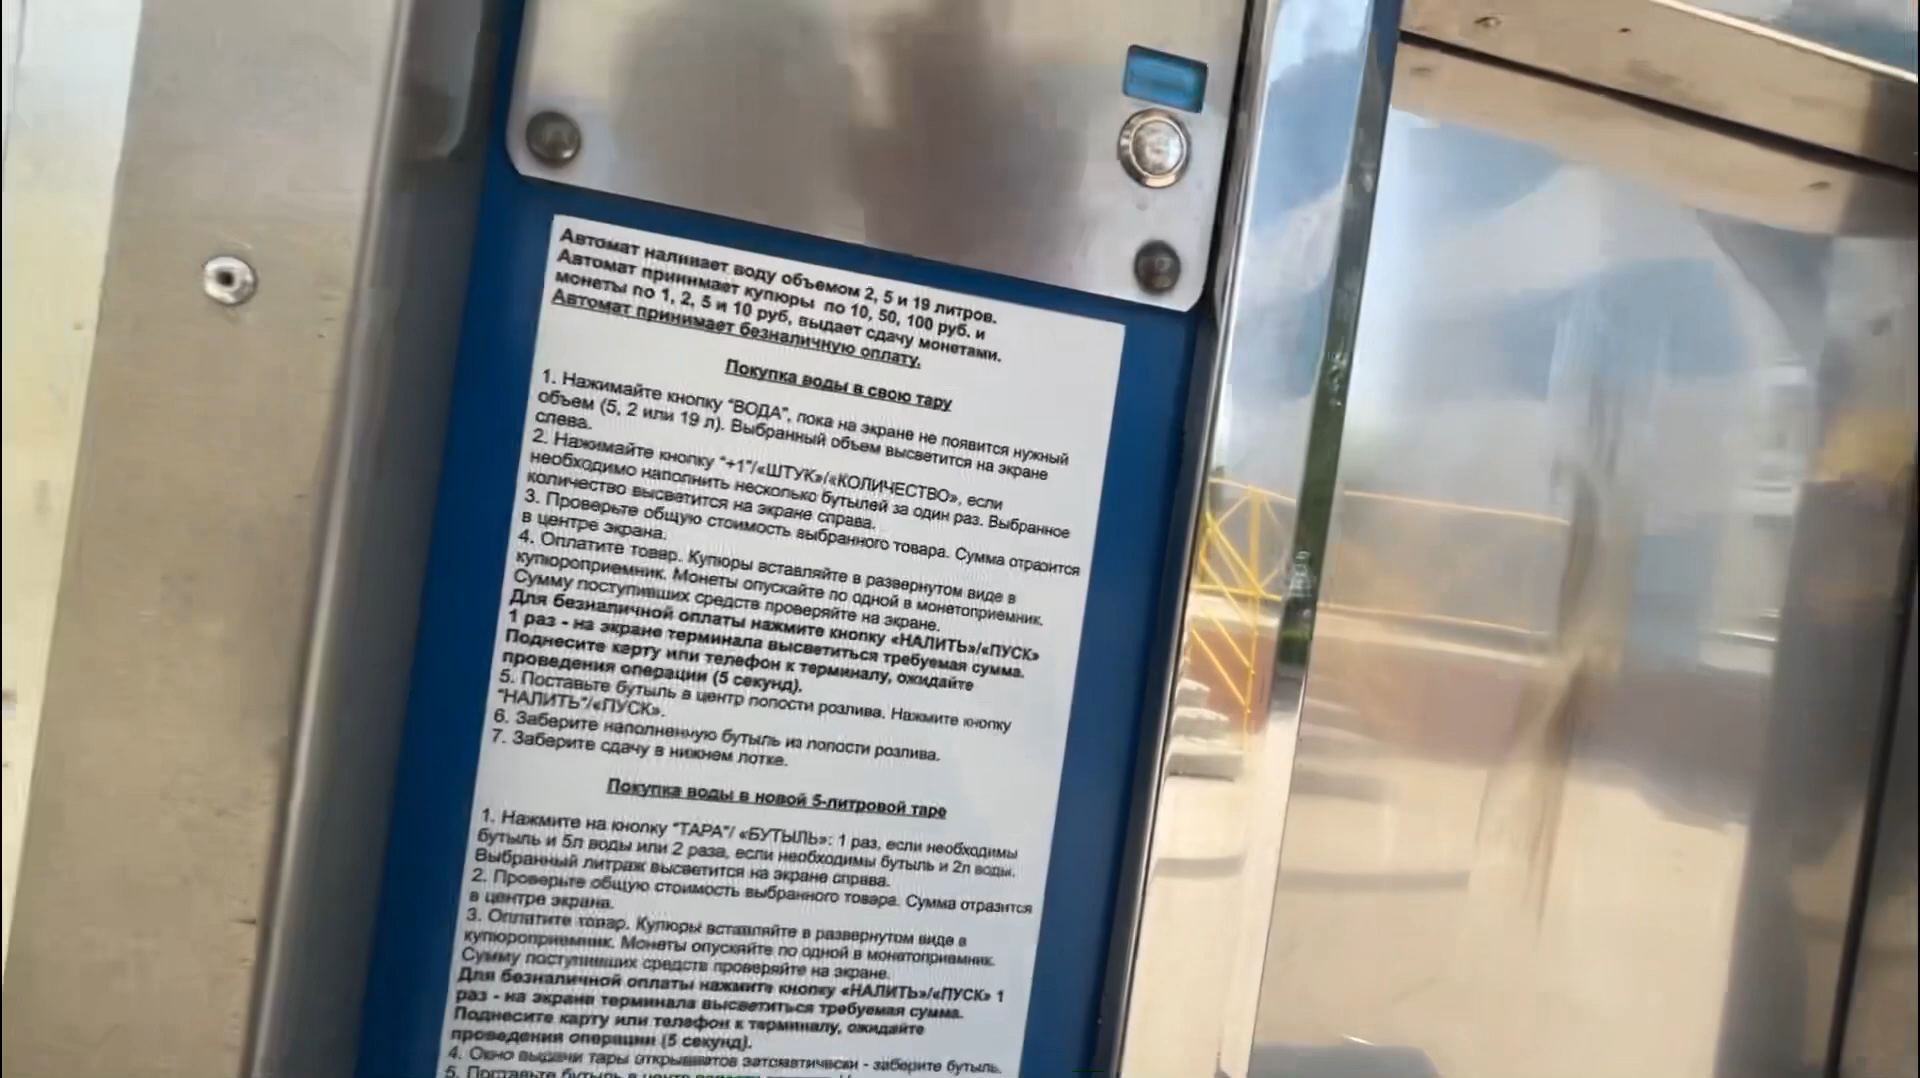 Автомат наливает воду объемом 2, 5 и 19 литров.
Автомат принимает купюры по 10, 50, 100 руб. и
монеты по 1, 2, 5 и 10 руб, выдает сдачу монетами.
Автомат принимает безналичную оплату.
Покупка воды в свою тару
1. Нажимайте кнопку "ВОДА", пока на экране не появится нужный
объем (5, 2 или 19 л). Выбранный объем высветится на экране
слева.
2. Нажимайте кнопку "+1"/«ШТУК»/«КОЛИЧЕСТВО», если
необходимо наполнить несколько бутылей за один раз. Выбранное
количество высветится на экране справа.
3. Проверьте общую стоимость выбранного товара. Сумма отразится
в центре экрана.
4. Оплатите товар. Купюры вставляйте в развернутом виде в
купюроприемник. Монеты опускайте по одной в монетоприемник.
Сумму поступивших средств проверяйте на экране.
Для безналичной оплаты нажмите кнопку «НАЛИТЬ»/«ПУСК»
1 раз - на экране терминала высветиться требуемая сумма.
Поднесите карту или телефон к терминалу, ожидайте
проведения операции (5 секунд).
5. Поставьте бутыль в центр полости розлива. Нажмите кнопку
"НАЛИТЬ"/«ПУСК».
6. Заберите наполненную бутыль из полости розлива.
7. Заберите сдачу в нижнем лотке.
Покупка воды в новой 5-литровой таре
1. Нажмите на кнопку "ТАРА"/ «БУТЫЛЬ»: 1 раз, если необходимы
бутыль и 5л воды или 2 раза, если необходимы бутыль и 2л воды.
Выбранный литраж высветится на экране справа.
2. Проверьте общую стоимость выбранного товара. Сумма отразится
в центре экрана.
3. Оплатите товар. Купюры вставляйте в развернутом виде в
купюроприемник. Монеты опускайте по одной в монетоприемник.
Сумму поступивших средств проверяйте на экране.
Для безналичной оплаты нажмите кнопку «НАЛИТЬ»/«ПУСК» 1
раз - на экране терминала высветиться требуемая сумма.
Поднесите карту или телефон к терминалу, ожидайте
проведения операции (5 секунд).
4. Окно выдачи тары автоматически - заберите бутыль.
5. Поставьте бутыль в центр